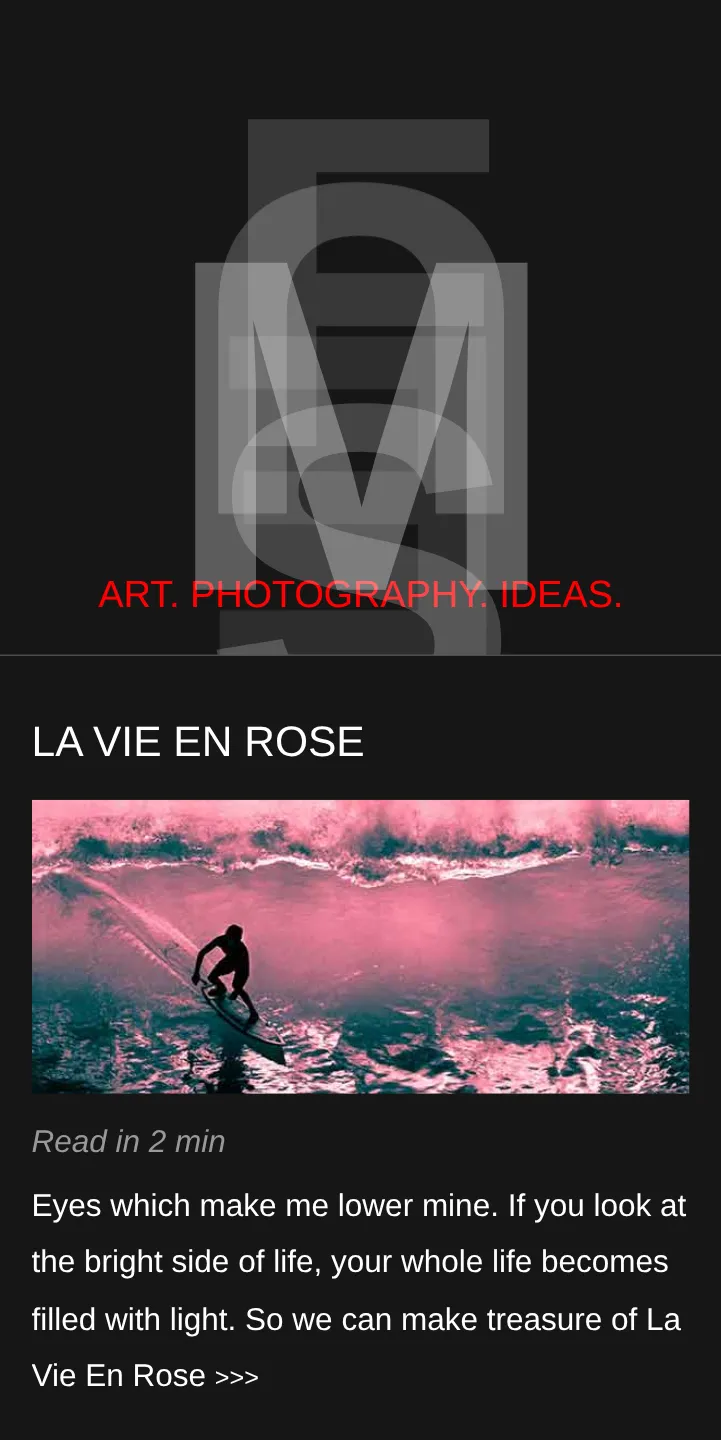 ART. PHOTOGRAPHY. IDEAS.
LA VIE EN ROSE
Read in 2 min
Eyes which make me lower mine. If you look at
the bright side of life, your whole life becomes
filled with light. So we can make treasure of La
Vie En Rose >>>